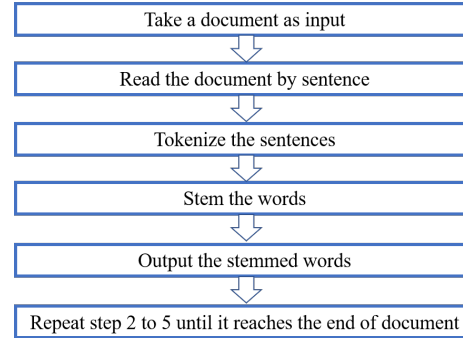 Take a document as input
Read the document by sentence
Tokenize the sentences
Stem the words
Output the stemmed words
Repeat step 2 to 5 until it reaches the end of document